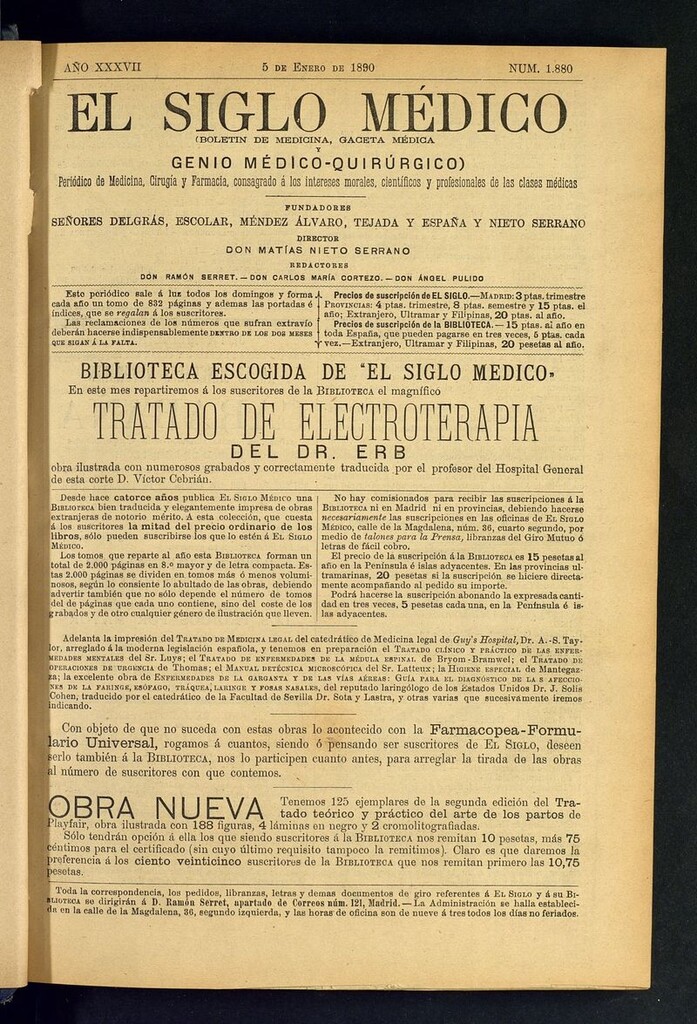 AÑO XXXVII 5 DE ENERO DE 1890 NUM. 1.880
EL SIGLO MÉDICO
(BOLETIN DE MEDICINA, GACETA MÉDICA
Y
GENIO MÉDICO-QUIRÚRGICO)
Periódico de Medicina, Cirugía y Farmacia, consagrado á los intereses morales, científicos y profesionales de las clases médicas
FUNDADORES
SEÑORES DELGRÁS, ESCOLAR, MÉNDEZ ÁLVARO, TEJADA Y ESPAÑA Y NIETO SERRANO
DIRECTOR
DON MATÍAS NIETO SERRANO
REDACTORES
DON RAMÓN SERRET. — DON CARLOS MARÍA CORTEZO. — DON ÁNGEL PULIDO
Este periódico sale á luz todos los domingos y forma
cada año un tomo de 832 páginas y ademas las portadas é
índices, que se regalan á los suscritores.
Las reclamaciones de los números que sufran extravío
deberán hacerse indispensablemente DENTRO DE LOS DOS MESES
QUE SIGAN Á LA FALTA.
Precios de suscripción de EL SIGLO.—MADRID: 3 ptas. trimestre
PROVINCIAS: 4 ptas. trimestre, 8 ptas. semestre y 15 ptas. el
año; Extranjero, Ultramar y Filipinas, 20 ptas. al año.
Precios de suscripción de la BIBLIOTECA. — 15 ptas. al año en
toda España, que pueden pagarse en tres veces, 5 ptas. cada
vez.—Extranjero, Ultramar y Filipinas, 20 pesetas al año.
BIBLIOTECA ESCOGIDA DE "EL SIGLO MEDICO„
En este mes repartiremos á los suscritores de la BIBLIOTECA el magnífico
TRATADO DE ELECTROTERAPIA
DEL DR. ERB
obra ilustrada con numerosos grabados y correctamente traducida por el profesor del Hospital General
de esta corte D. Víctor Cebrián.
Desde hace catorce años publica EL SIGLO MÉDICO una
BIBLIOTECA bien traducida y elegantemente impresa de obras
extranjeras de notorio mérito. A esta colección, que cuesta
á los suscritores la mitad del precio ordinario de los
libros, sólo pueden suscribirse los que lo estén á EL SIGLO
MÉDICO.
Los tomos que reparte al año esta BIBLIOTECA forman un
total de 2.000 páginas en 8.º mayor y de letra compacta. Es-
tas 2.000 páginas se dividen en tomos más ó menos volumi-
nosos, según lo consiente lo abultado de las obras, debiendo
advertir también que no sólo depende el número de tomos
del de páginas que cada uno contiene, sino del coste de los
grabados y de otro cualquier género de ilustración que lleven.
No hay comisionados para recibir las suscripciones á la
BIBLIOTECA ni en Madrid ni en provincias, debiendo hacerse
necesariamente las suscripciones en las oficinas de EL SIGLO
MÉDICO, calle de la Magdalena, núm. 36, cuarto segundo, por
medio de talones para la Prensa, libranzas del Giro Mutuo ó
letras de fácil cobro.
El precio de la suscripción á la BIBLIOTECA es 15 pesetas al
año en la Península é islas adyacentes. En las provincias ul-
tramarinas, 20 pesetas si la suscripción se hiciere directa-
mente acompañando al pedido su importe.
Podrá hacerse la suscripción abonando la expresada canti-
dad en tres veces, 5 pesetas cada una, en la Península é is-
las adyacentes.
Adelanta la impresión del TRATADO DE MEDICINA LEGAL del catedrático de Medicina legal de Guy's Hospital, Dr. A.-S. Tay-
lor, arreglado á la moderna legislación española, y tenemos en preparación el TRATADO CLÍNICO Y PRÁCTICO DE LAS ENFER-
MEDADES MENTALES del Sr. Luys; el TRATADO DE ENFERMEDADES DE LA MÉDULA ESPINAL de Bryom-Bramwel; el TRATADO DE
OPERACIONES DE URGENCIA de Thomas; el MANUAL DETÉCNICA MICROSCÓPICA del Sr. Latteux; la HIGIENE ESPECIAL de Mantegaz-
za; la excelente obra de ENFERMEDADES DE LA GARGANTA Y DE LAS VÍAS AÉREAS: GUÍA PARA EL DIAGNÓSTICO DE LA S AFECCIO-
NES DE LA FARINGE, ESÓFAGO, TRÁQUEA, LARINGE Y FOSAS NASALES, del reputado laringólogo de los Estados Unidos Dr. J. Solis
Cohen, traducido por el catedrático de la Facultad de Sevilla Dr. Sota y Lastra, y otras varias que sucesivamente iremos
indicando.
Con objeto de que no suceda con estas obras lo acontecido con la Farmacopea-Formu-
lario Universal, rogamos á cuantos, siendo ó pensando ser suscritores de EL SIGLO, deseen
serlo también á la BIBLIOTECA, nos lo participen cuanto antes, para arreglar la tirada de las obras
al número de suscritores con que contemos.
OBRA NUEVA Tenemos 125 ejemplares de la segunda edición del Tra-
tado teórico y práctico del arte de los partos de
Playfair, obra ilustrada con 188 figuras, 4 láminas en negro y 2 cromolitografiadas.
Sólo tendrán opción á ella los que siendo suscritores á la BIBLIOTECA nos remitan 10 pesetas, más 75
céntimos para el certificado (sin cuyo último requisito tampoco la remitimos). Claro es que daremos la
preferencia á los ciento veinticinco suscritores de la BIBLIOTECA que nos remitan primero las 10,75
pesetas.
Toda la correspondencia, los pedidos, libranzas, letras y demas documentos de giro referentes á EL SIGLO y á su BI-
BLIOTECA se dirigirán á D. Ramón Serret, apartado de Correos núm. 121, Madrid. — La Administración se halla estableci-
da en la calle de la Magdalena, 36, segundo izquierda, y las horas de oficina son de nueve á tres todos los días no feriados.